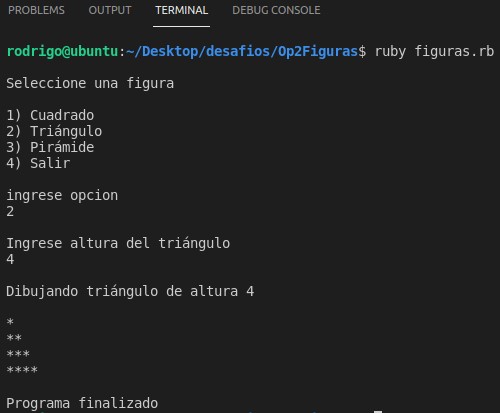 PROBLEMS OUTPUT TERMINAL DEBUG CONSOLE
rodrigo@ubuntu:~/Desktop/desafios/Op2Figuras$ ruby figuras.rb
Seleccione una figura
1) Cuadrado
2) Triángulo
3) Pirámide
4) Salir
ingrese opcion
2
Ingrese altura del triángulo
4
Dibujando triángulo de altura 4
*
**
***
****
Programa finalizado